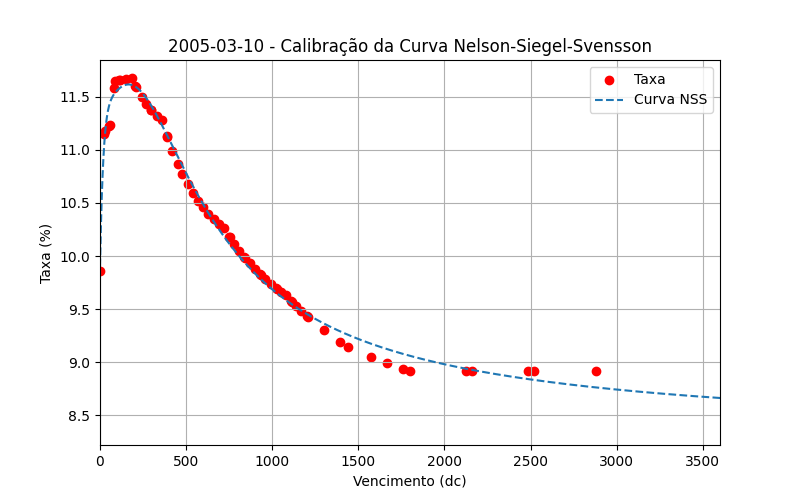 2005-03-10 - Calibração da Curva Nelson-Siegel-Svensson
Taxa
Curva NSS
11.5
11.0
10.5
10.0
9.5
9.0
8.5
Taxa (%)
0 500 1000 1500 2000 2500 3000 3500
Vencimento (dc)